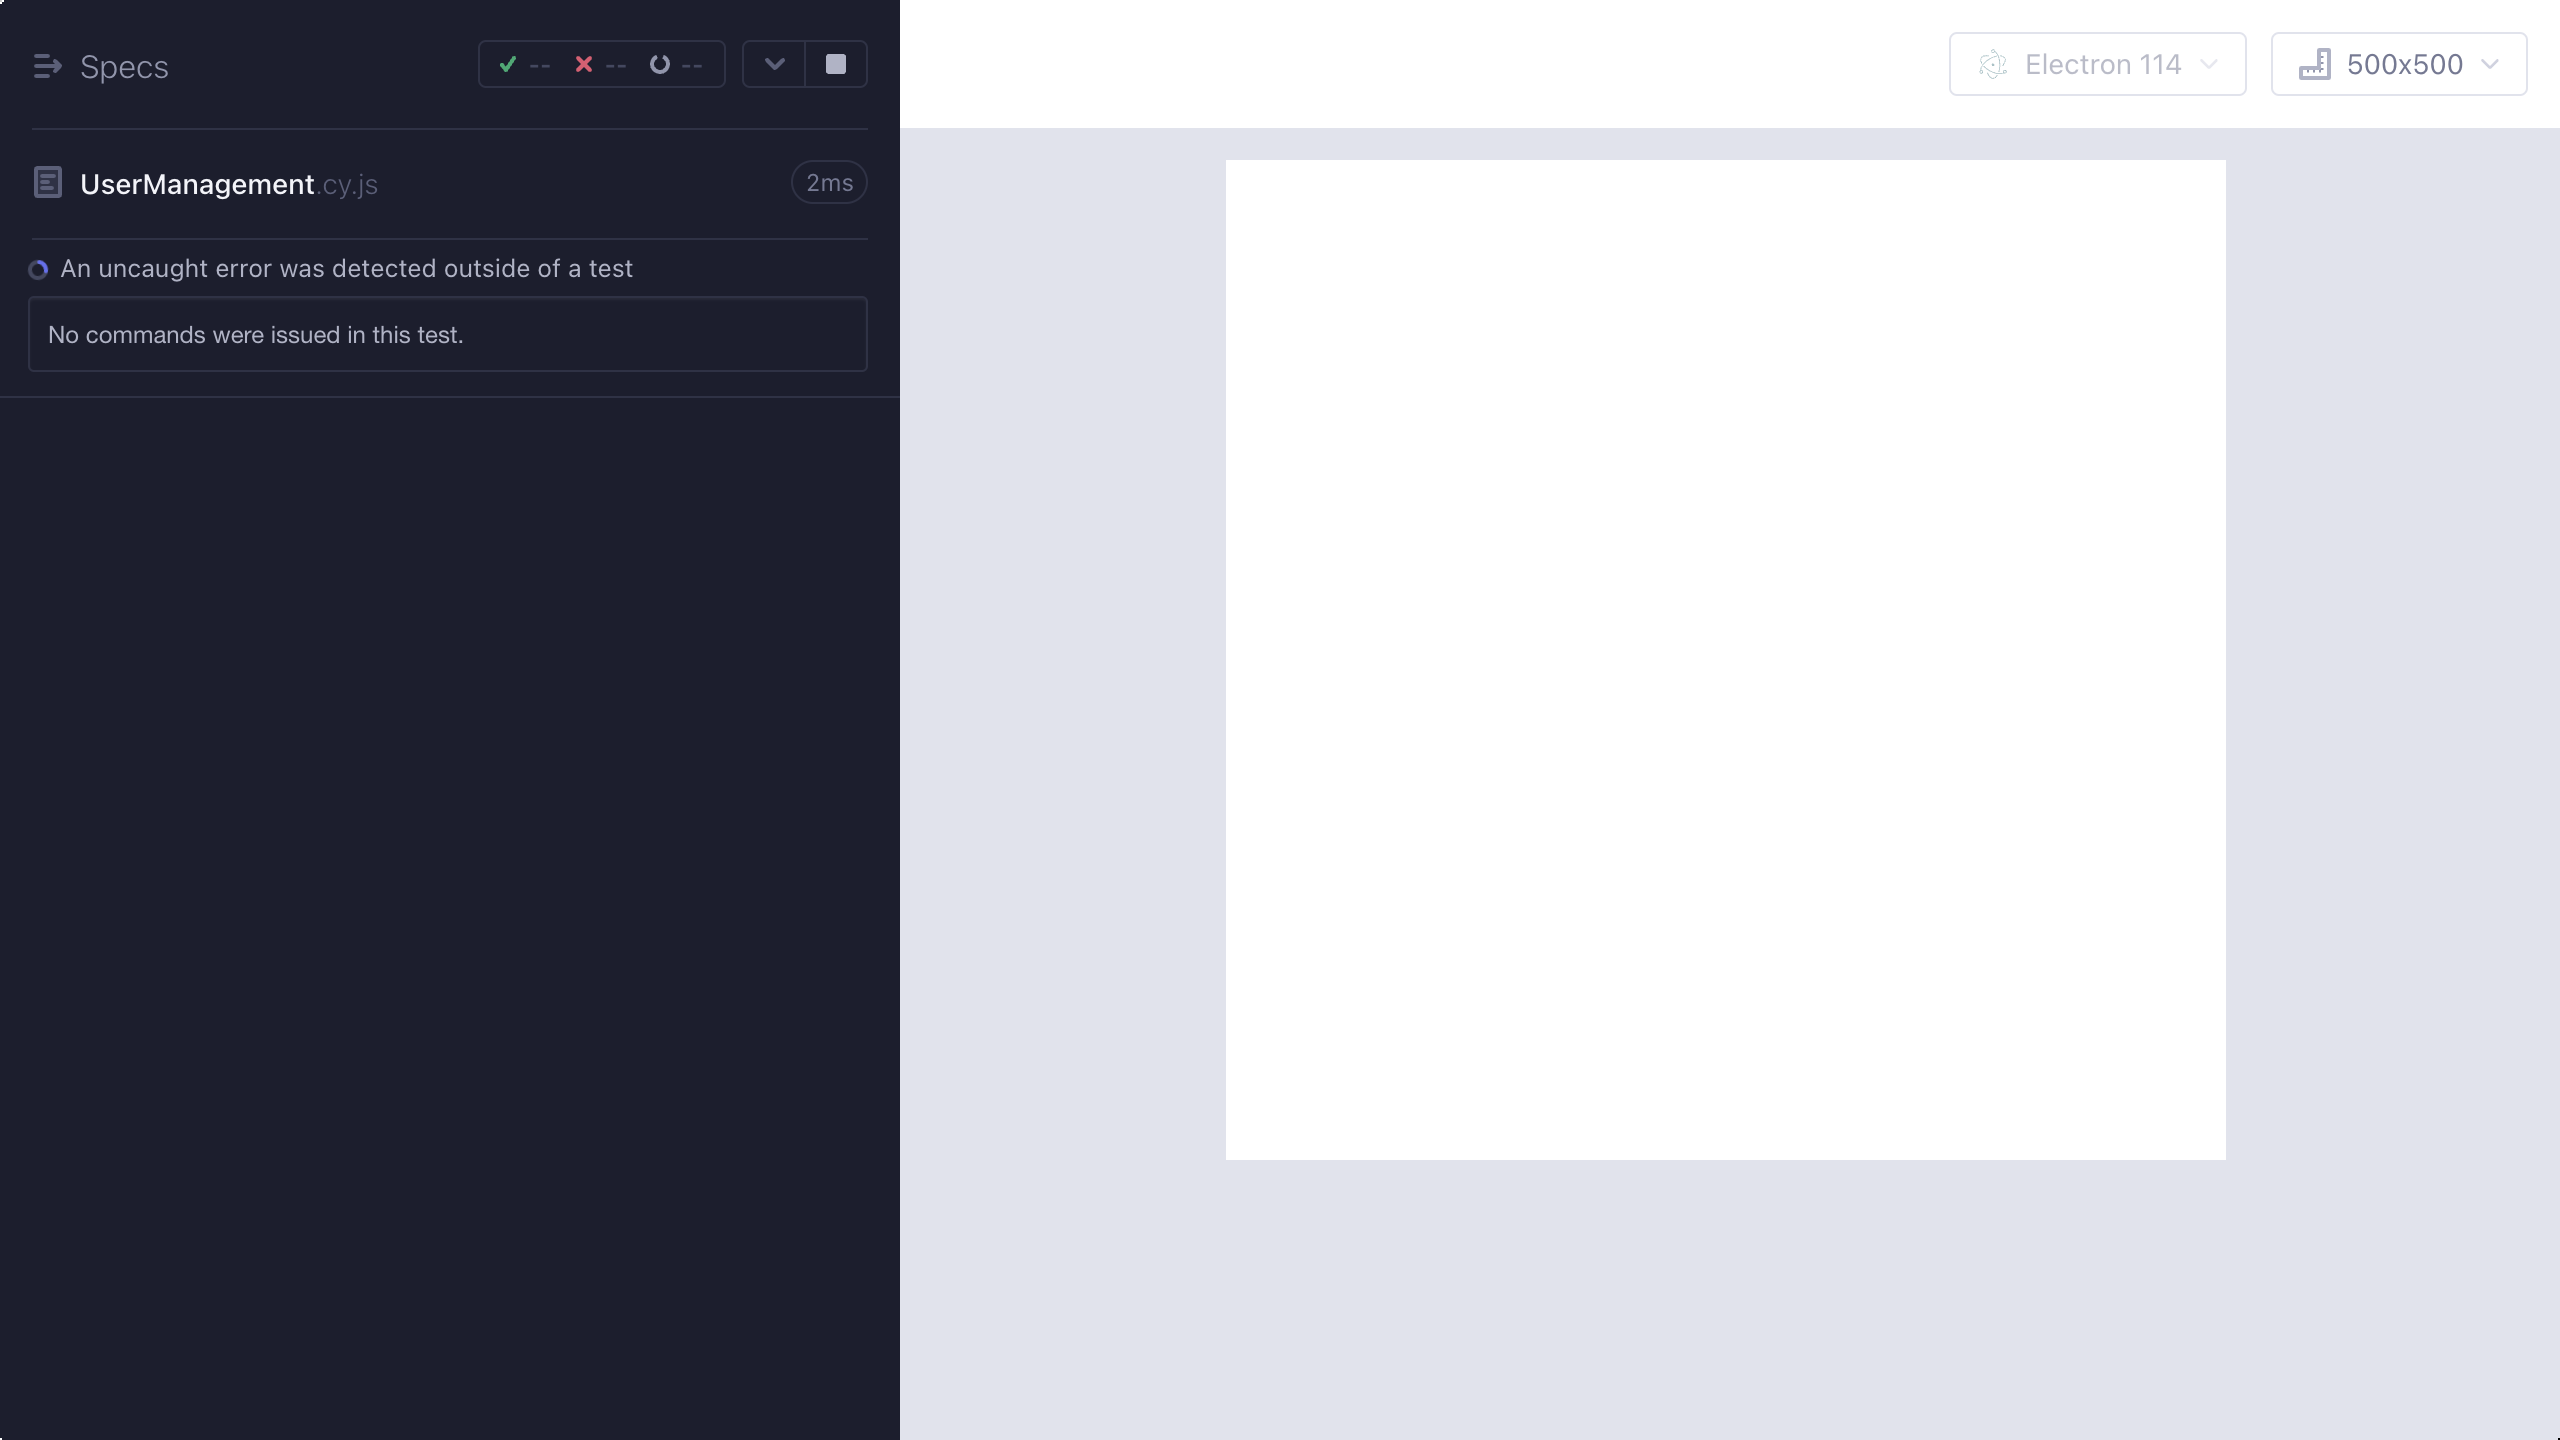 Specs
-- -- --
Electron 114
500x500
UserManagement.cy.js
2ms
An uncaught error was detected outside of a test
No commands were issued in this test.